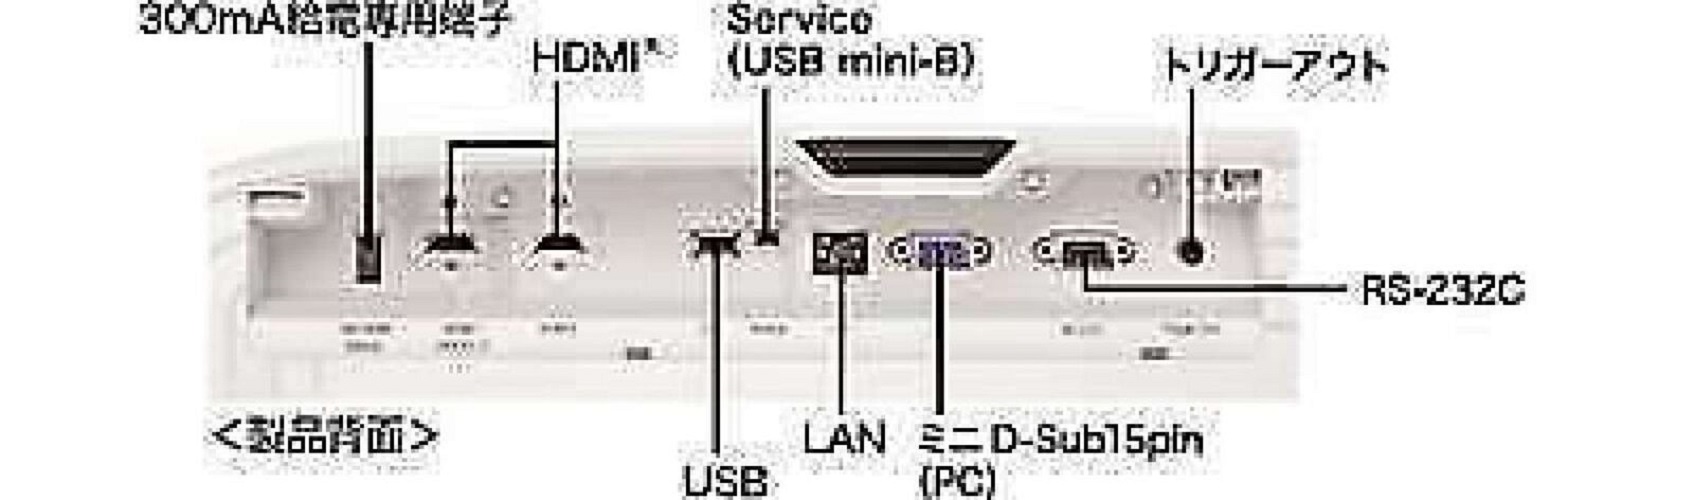 300mA給電専用端子
HDMI※
Service
(USB mini-B)
トリガーアウト
RS-232C
<製品背面>
USB
LAN
ミニD-Sub15pin
(PC)